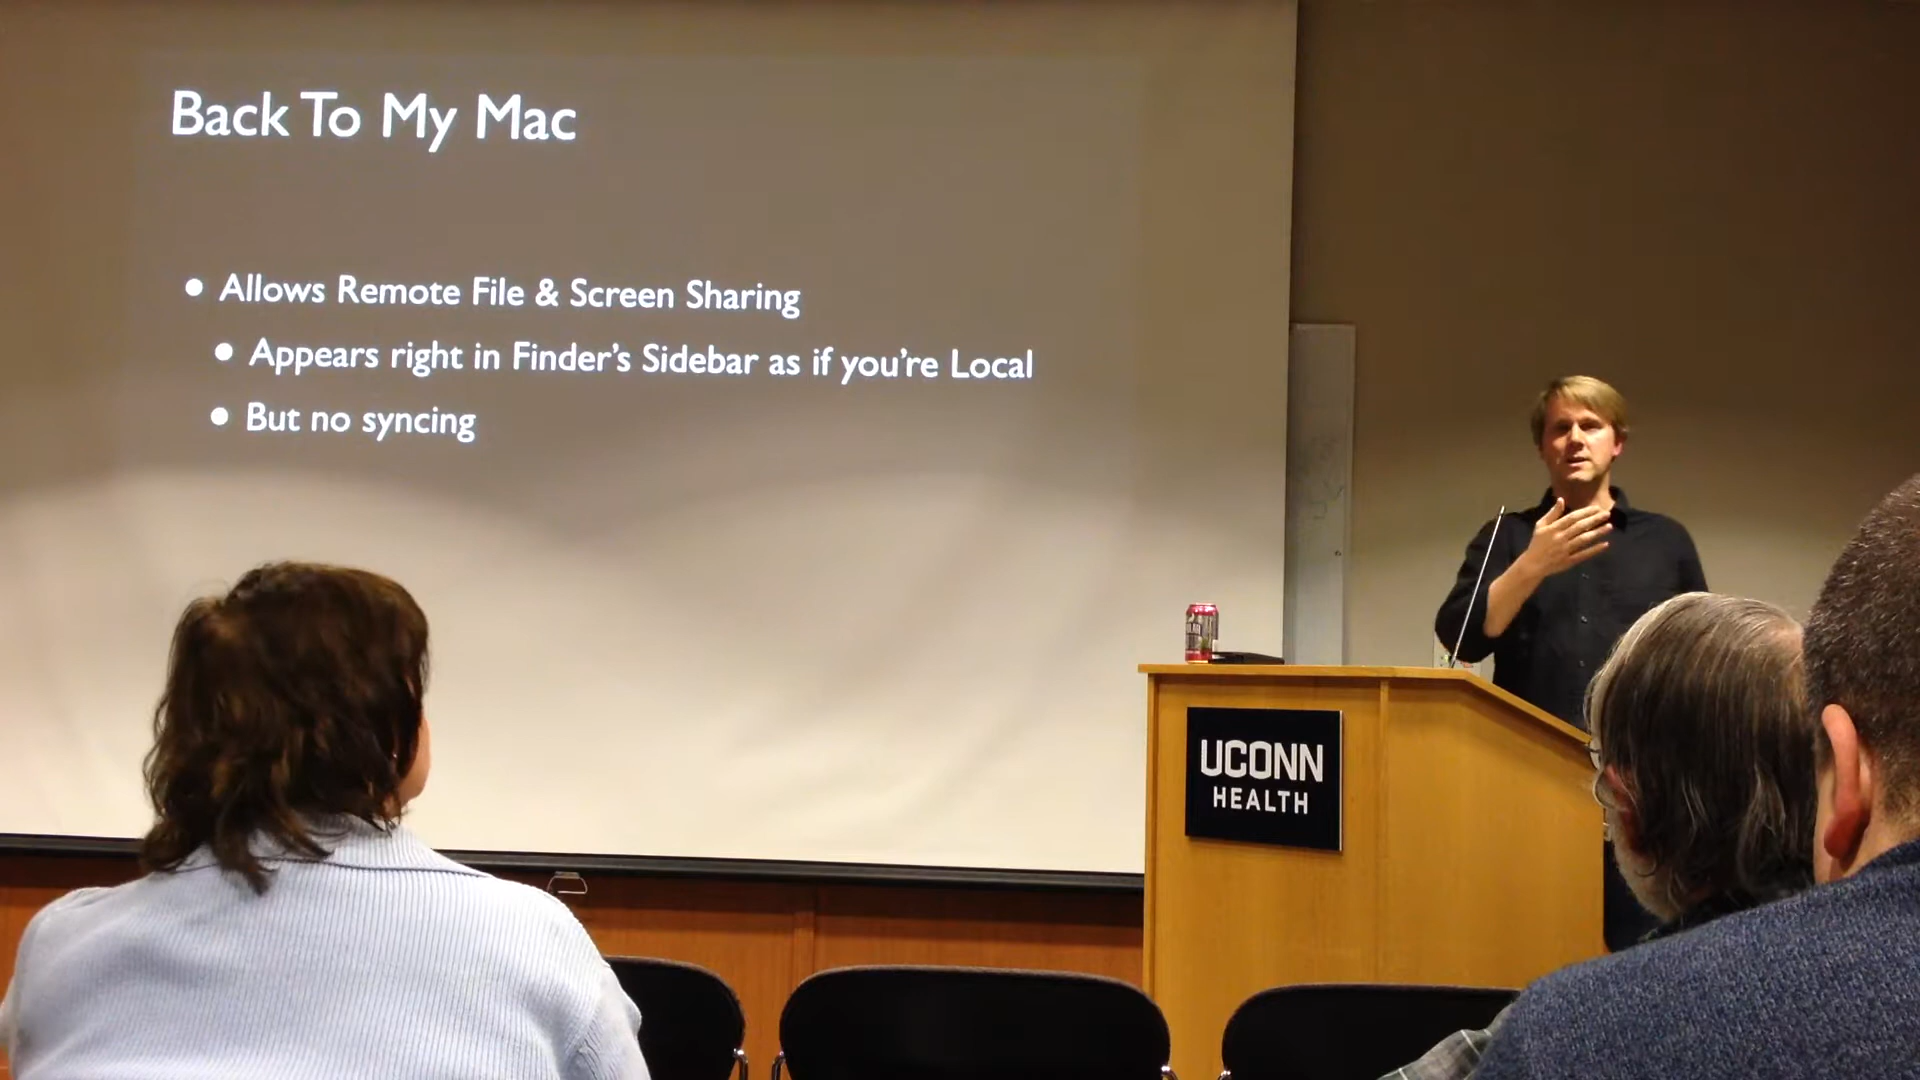 Back To My Mac
• Allows Remote File & Screen Sharing
• Appears right in Finder's Sidebar as if you're Local
• But no syncing
UCONN
HEALTH